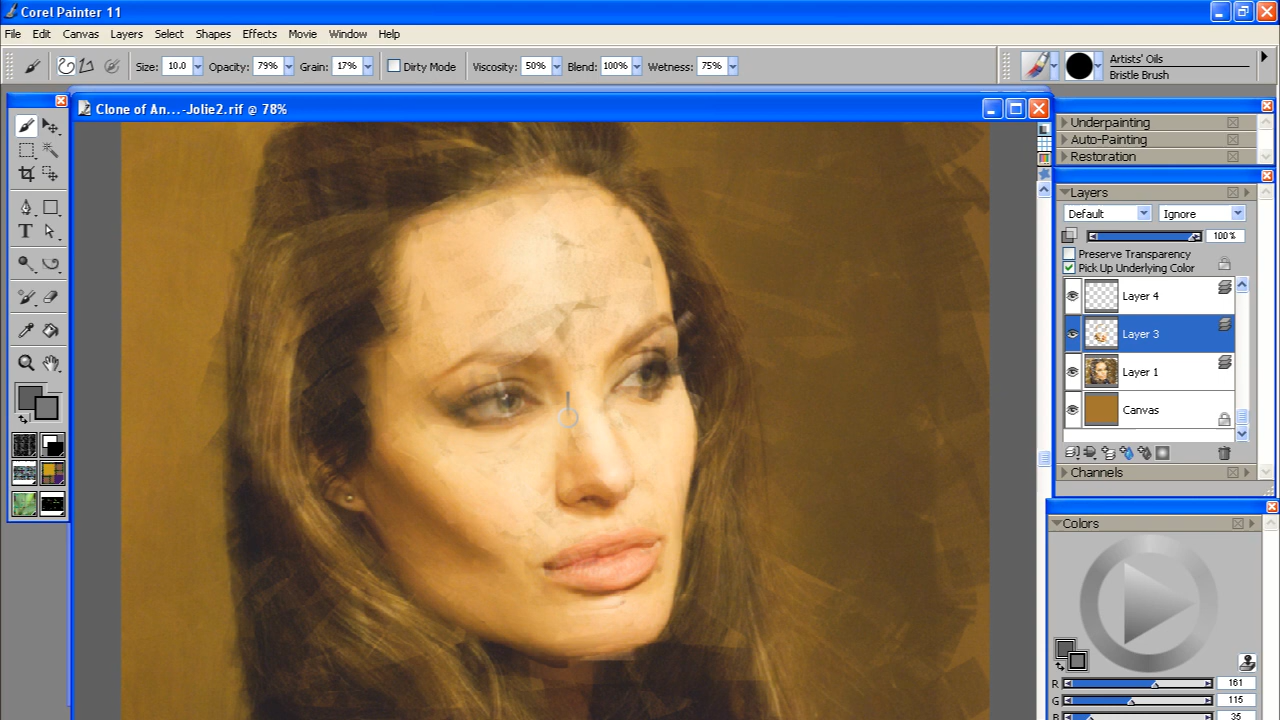 Corel Painter 11
File Edit Canvas Layers Select Shapes Effects Movie Window Help
Size: 10.0 Opacity: 79% Grain: 17% Dirty Mode Viscosity: 50% Blend: 100% Wetness: 75%
Artists' Oils
Bristle Brush
Clone of An...-Jolie2.rif @ 78%
Underpainting
Auto-Painting
Restoration
Layers
Default Ignore
100%
Preserve Transparency
Pick Up Underlying Color
Layer 4
Layer 3
Layer 1
Canvas
Channels
Colors
R 161
G 115
B 35